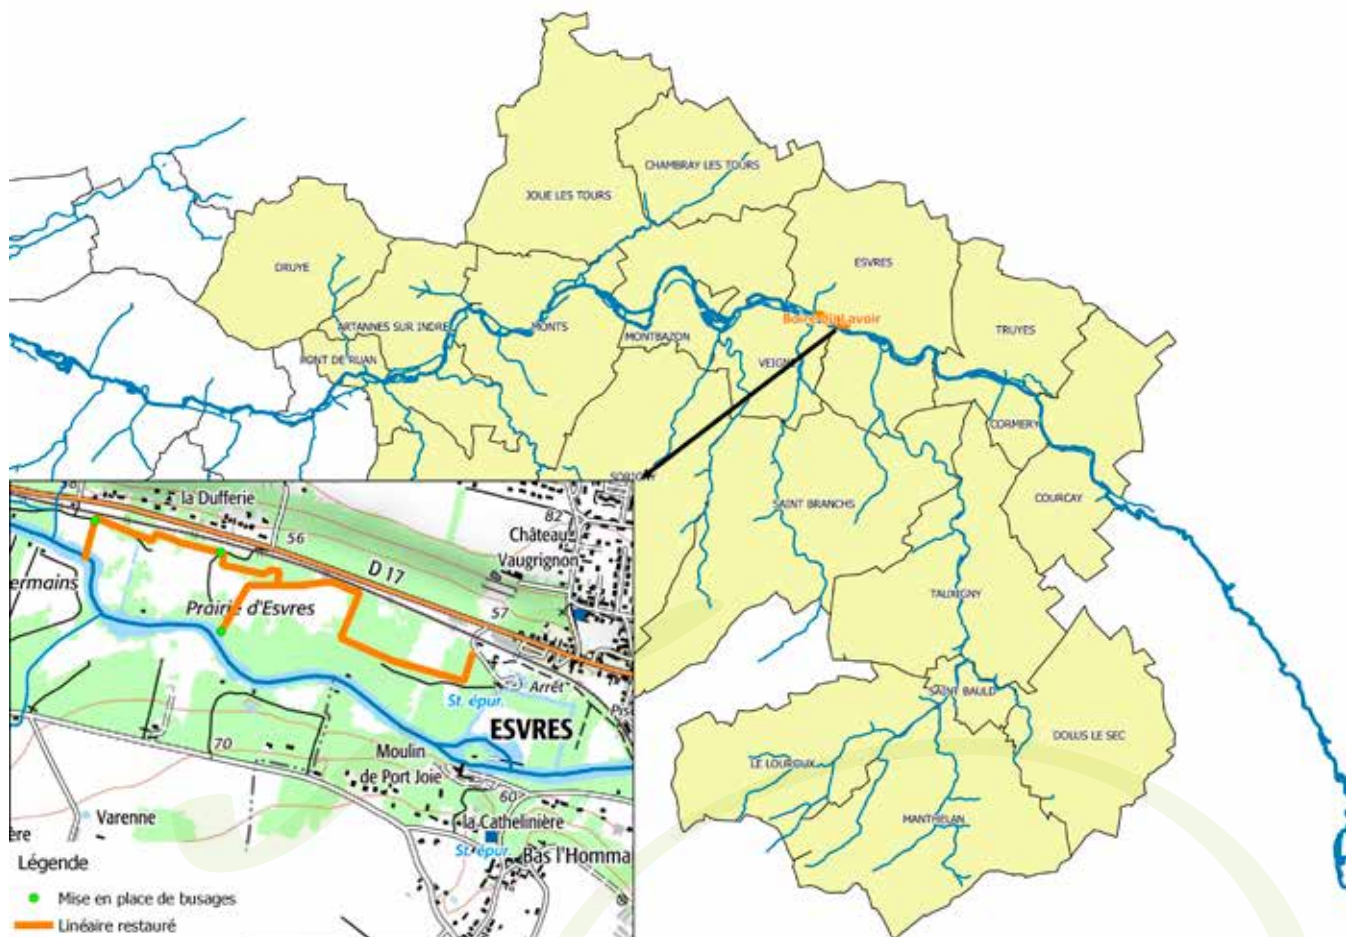 CHAMBRAY LES TOURS
JOUE LES TOURS
DRUYE
ESVRES
ARTANNES SUR INDRE
MONTS
MONTBAZON
TRUYES
PONT DE RUAN
CORMERY
SAINT BRANCHS
COURCAY
TAUXIGNY
SAINT BAULD
DOLUS LE SEC
LE LOUROUX
MANTHELAN
la Dufferie
82
56
Château
Vaugrignon
D 17
ermains
Prairie d'Esvres
57
Arrêt
St. épur.
ESVRES
70
Moulin
de Port Joie
60
Varenne
la Cathelinière
St. épur.
Bas l'Homma
ère
Légende
Mise en place de busages
Linéaire restauré